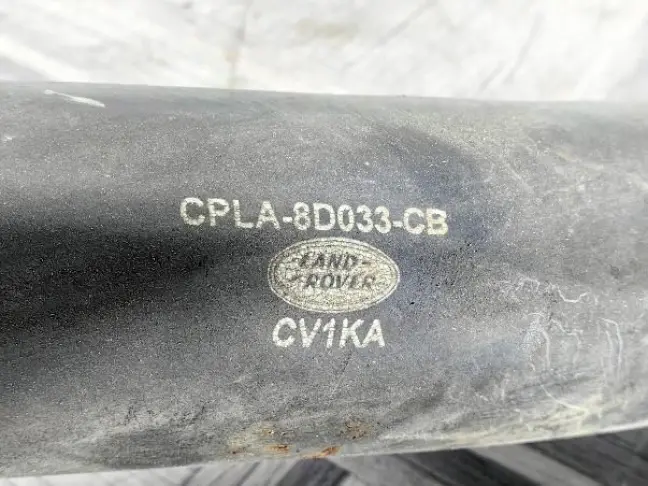 CPLA-8D033-CB
LAND-
ROVER
CV1KA